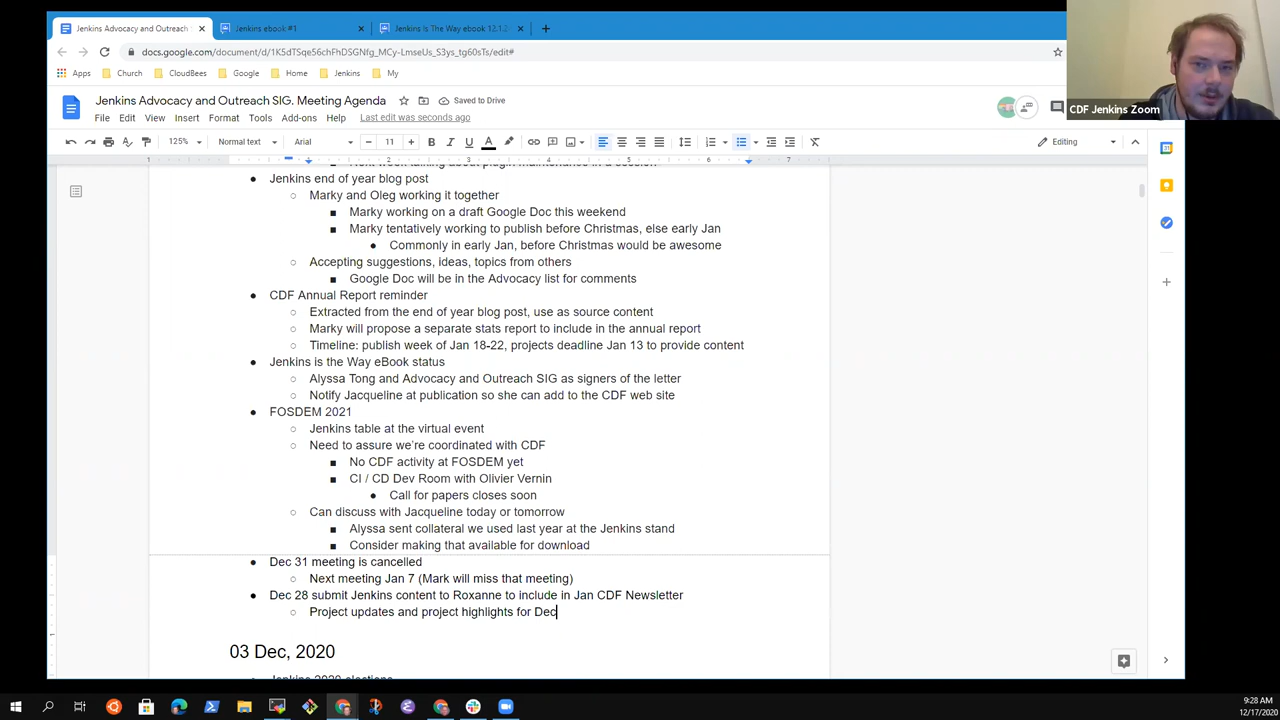 Jenkins Advocacy and Outreach
Jenkins ebook #1
Jenkins Is The Way ebook 12.1.2
docs.google.com/document/d/1K5dTSqe56chFhDSGNfg_MCy-LmseUs_S3ys_tg60sTs/edit#
Apps
Church
CloudBees
Google
Home
Jenkins
My
CDF Jenkins Zoom
Jenkins Advocacy and Outreach SIG. Meeting Agenda
Saved to Drive
File Edit View Insert Format Tools Add-ons Help
Last edit was seconds ago
125%
Normal text
Arial
11
Editing
1 1 2 3 4 5 6 7
Jenkins end of year blog post
Marky and Oleg working it together
Marky working on a draft Google Doc this weekend
Marky tentatively working to publish before Christmas, else early Jan
Commonly in early Jan, before Christmas would be awesome
Accepting suggestions, ideas, topics from others
Google Doc will be in the Advocacy list for comments
CDF Annual Report reminder
Extracted from the end of year blog post, use as source content
Marky will propose a separate stats report to include in the annual report
Timeline: publish week of Jan 18-22, projects deadline Jan 13 to provide content
Jenkins is the Way eBook status
Alyssa Tong and Advocacy and Outreach SIG as signers of the letter
Notify Jacqueline at publication so she can add to the CDF web site
FOSDEM 2021
Jenkins table at the virtual event
Need to assure we're coordinated with CDF
No CDF activity at FOSDEM yet
CI / CD Dev Room with Olivier Vernin
Call for papers closes soon
Can discuss with Jacqueline today or tomorrow
Alyssa sent collateral we used last year at the Jenkins stand
Consider making that available for download
Dec 31 meeting is cancelled
Next meeting Jan 7 (Mark will miss that meeting)
Dec 28 submit Jenkins content to Roxanne to include in Jan CDF Newsletter
Project updates and project highlights for Dec
03 Dec, 2020
Jenkins 2020 elections
9:28 AM
12/17/2020